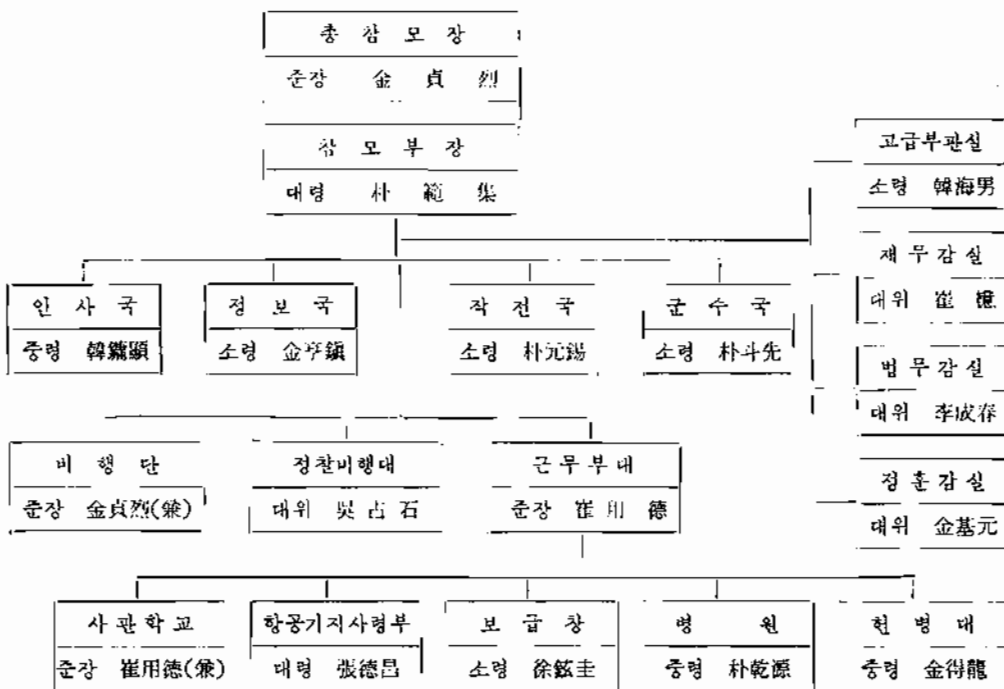 총 참 모 장
준장 金 貞 烈
참 모 부 장
대령 朴 範 集
고급부관실
소령 韓海男
재 무 감 실
대위 崔
법 무 감 실
대위 李成春
정 훈 감 실
대위 金基元
인 사 국
중령 韓鏞顯
정 보 국
소령 金亨鎭
작 전 국
소령 朴元錫
군 수 국
소령 朴斗先
비 행 단
준장 金貞烈(兼)
정찰비행대
대위 吳占石
근 무 부 대
준장 崔用德
사 관 학 교
준장 崔用德(兼)
항공기지사령부
대령 張德昌
보 급 창
소령 徐鉉圭
병 원
중령 朴乾源
헌 병 대
중령 金得龍